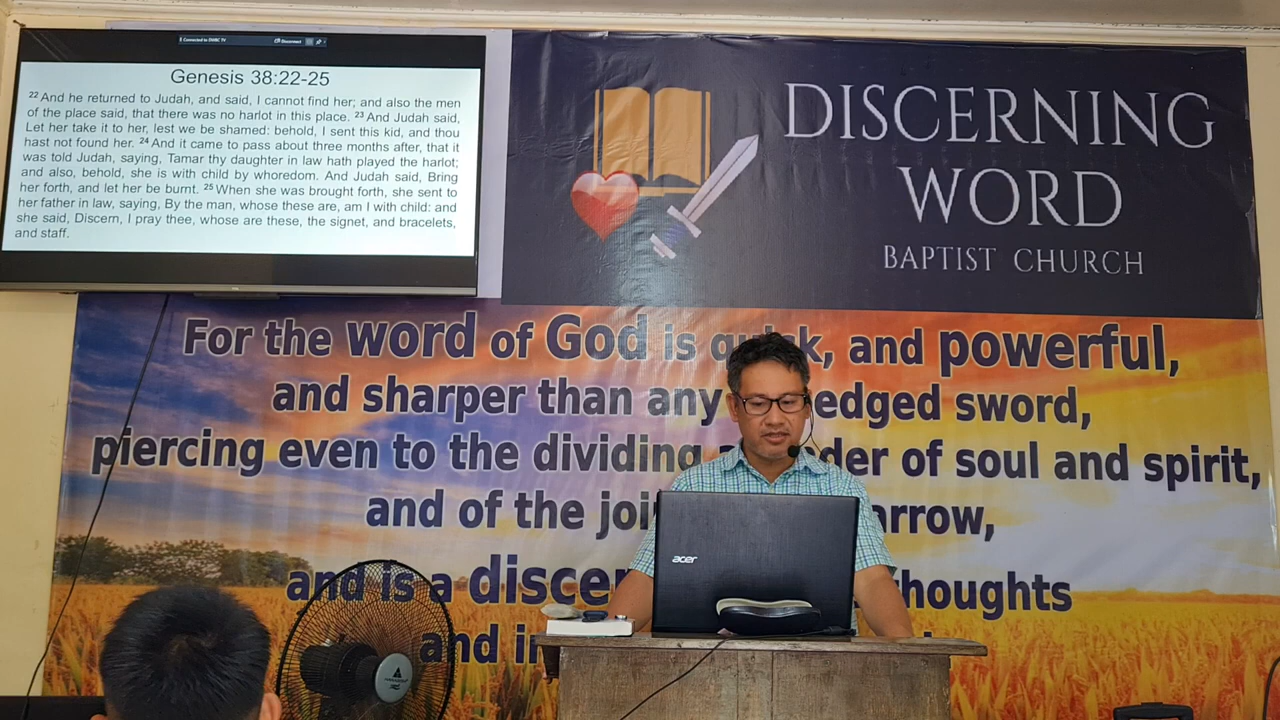 Connected to DWBC TV
Disconnect
Genesis 38:22-25
22 And he returned to Judah, and said, I cannot find her; and also the men
of the place said, that there was no harlot in this place. 23 And Judah said,
Let her take it to her, lest we be shamed: behold, I sent this kid, and thou
hast not found her. 24 And it came to pass about three months after, that it
was told Judah, saying, Tamar thy daughter in law hath played the harlot;
and also, behold, she is with child by whoredom. And Judah said, Bring
her forth, and let her be burnt. 25 When she was brought forth, she sent to
her father in law, saying, By the man, whose these are, am I with child: and
she said, Discern, I pray thee, whose are these, the signet, and bracelets,
and staff.
DISCERNING
WORD
BAPTIST CHURCH
For the word of God is quick, and powerful,
and sharper than any edged sword,
piercing even to the dividing of soul and spirit,
and of the
and is a thoughts
and
acer